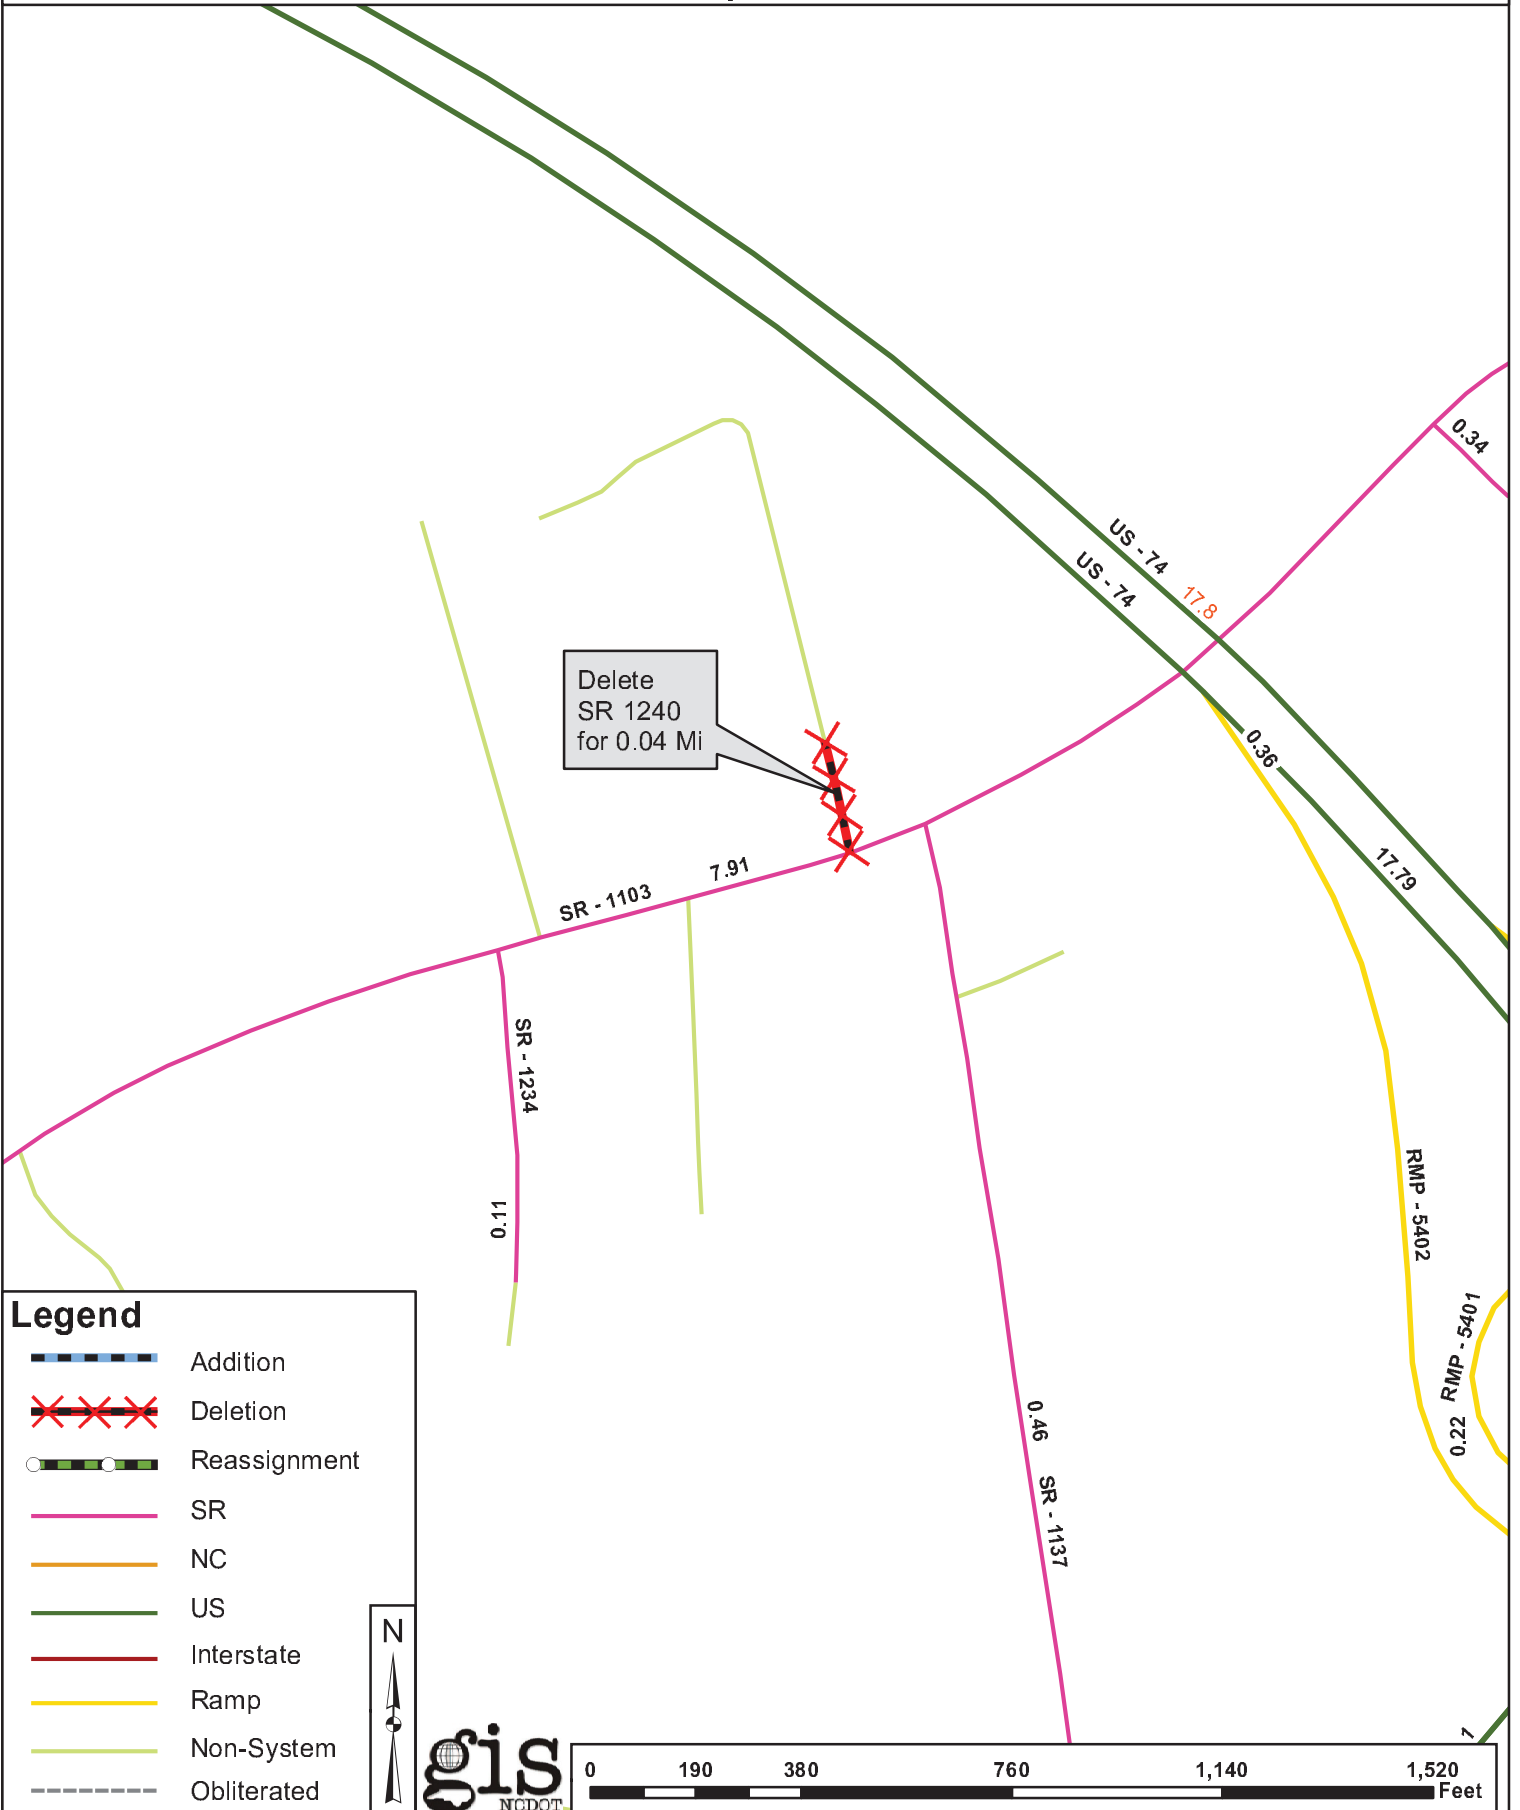 US - 74
17.8
US - 74
0.34
Delete
SR 1240
for 0.04 Mi
0.36
17.79
7.91
SR - 1103
SR - 1234
0.11
RMP - 5402
RMP - 5401
0.22
0.46
SR - 1137
1
Legend
Addition
Deletion
Reassignment
SR
NC
US
Interstate
Ramp
Non-System
Obliterated
N
gis
NCDOT
0 190 380 760 1,140 1,520
Feet